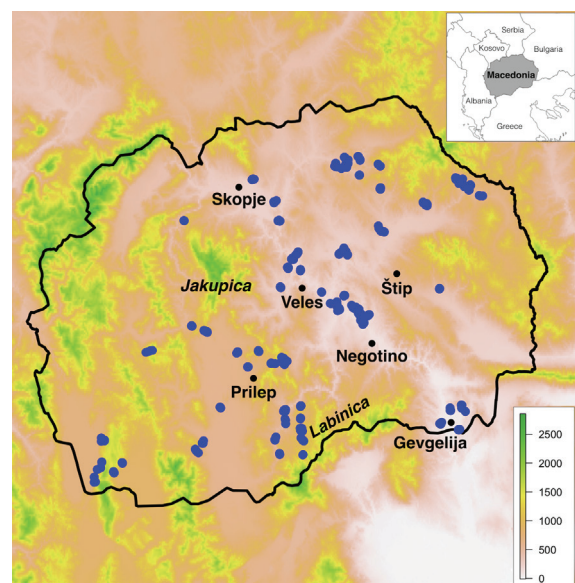 Serbia
Kosovo
Bulgaria
Macedonia
Albania
Greece
Skopje
Jakupica
Veles
Štip
Negotino
Prilep
Labinica
Gevgelija
2500
2000
1500
1000
500
0